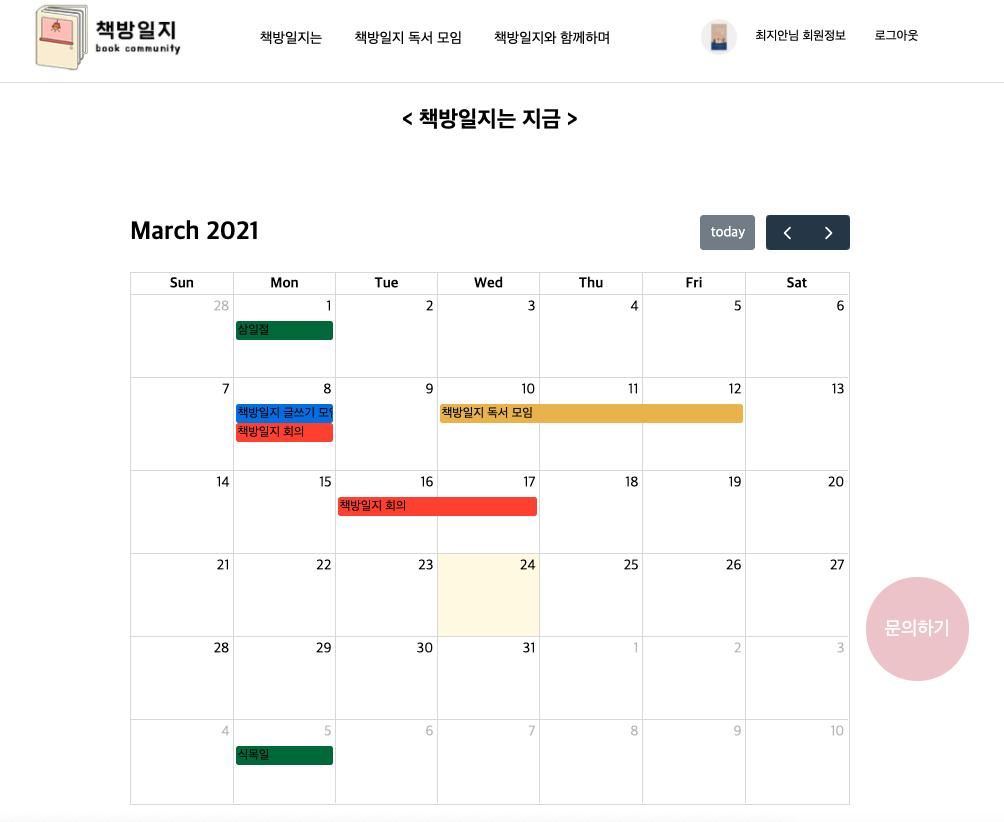 책방일지
book community
책방일지는 책방일지 독서 모임 책방일지와 함께하며 최지안님 회원정보 로그아웃
< 책방일지는 지금 >
March 2021 today < >
Sun Mon Tue Wed Thu Fri Sat
28 1 2 3 4 5 6
삼일절
7 8 9 10 11 12 13
책방일지 글쓰기 모 책방일지 독서 모임
책방일지 회의
14 15 16 17 18 19 20
책방일지 회의
21 22 23 24 25 26 27
문의하기
28 29 30 31 1 2 3
4 5 6 7 8 9 10
식목일